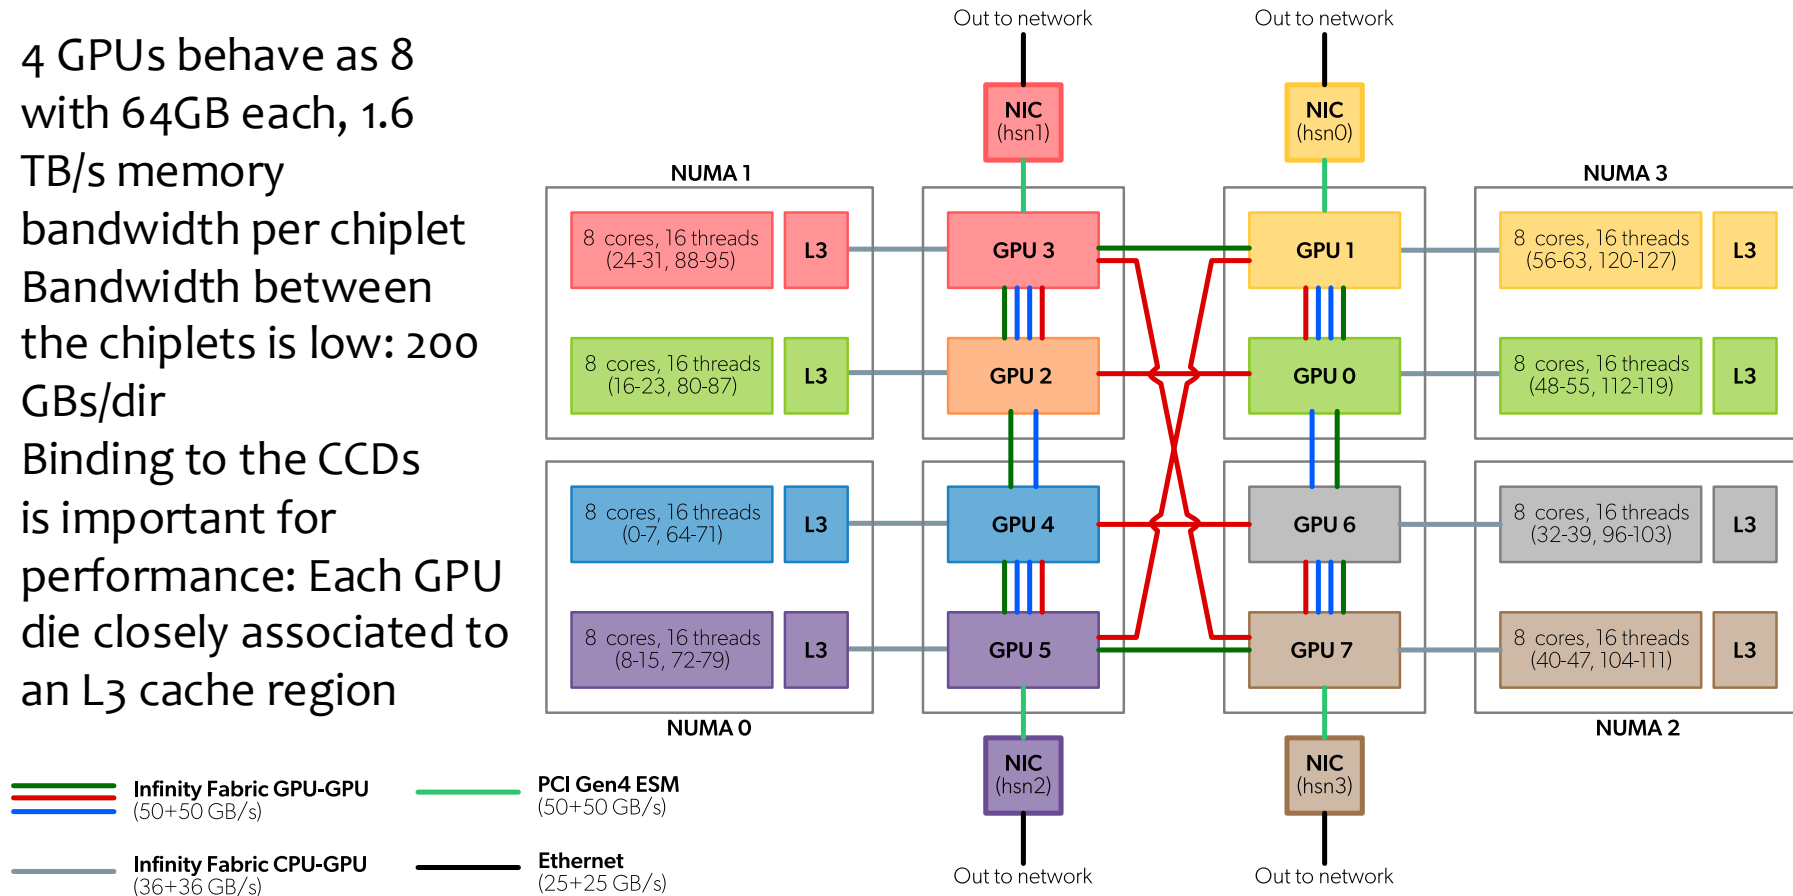 4 GPUs behave as 8
with 64GB each, 1.6
TB/s memory
bandwidth per chiplet
Bandwidth between
the chiplets is low: 200
GBs/dir
Binding to the CCDs
is important for
performance: Each GPU
die closely associated to
an L3 cache region
Out to network
Out to network
NIC
(hsn1)
NIC
(hsn0)
NUMA 1
NUMA 3
8 cores, 16 threads
(24-31, 88-95)
L3
GPU 3
GPU 1
8 cores, 16 threads
(56-63, 120-127)
L3
8 cores, 16 threads
(16-23, 80-87)
L3
GPU 2
GPU 0
8 cores, 16 threads
(48-55, 112-119)
L3
8 cores, 16 threads
(0-7, 64-71)
L3
GPU 4
GPU 6
8 cores, 16 threads
(32-39, 96-103)
L3
8 cores, 16 threads
(8-15, 72-79)
L3
GPU 5
GPU 7
8 cores, 16 threads
(40-47, 104-111)
L3
NUMA 0
NUMA 2
NIC
(hsn2)
NIC
(hsn3)
Out to network
Out to network
Infinity Fabric GPU-GPU
(50+50 GB/s)
PCI Gen4 ESM
(50+50 GB/s)
Infinity Fabric CPU-GPU
(36+36 GB/s)
Ethernet
(25+25 GB/s)